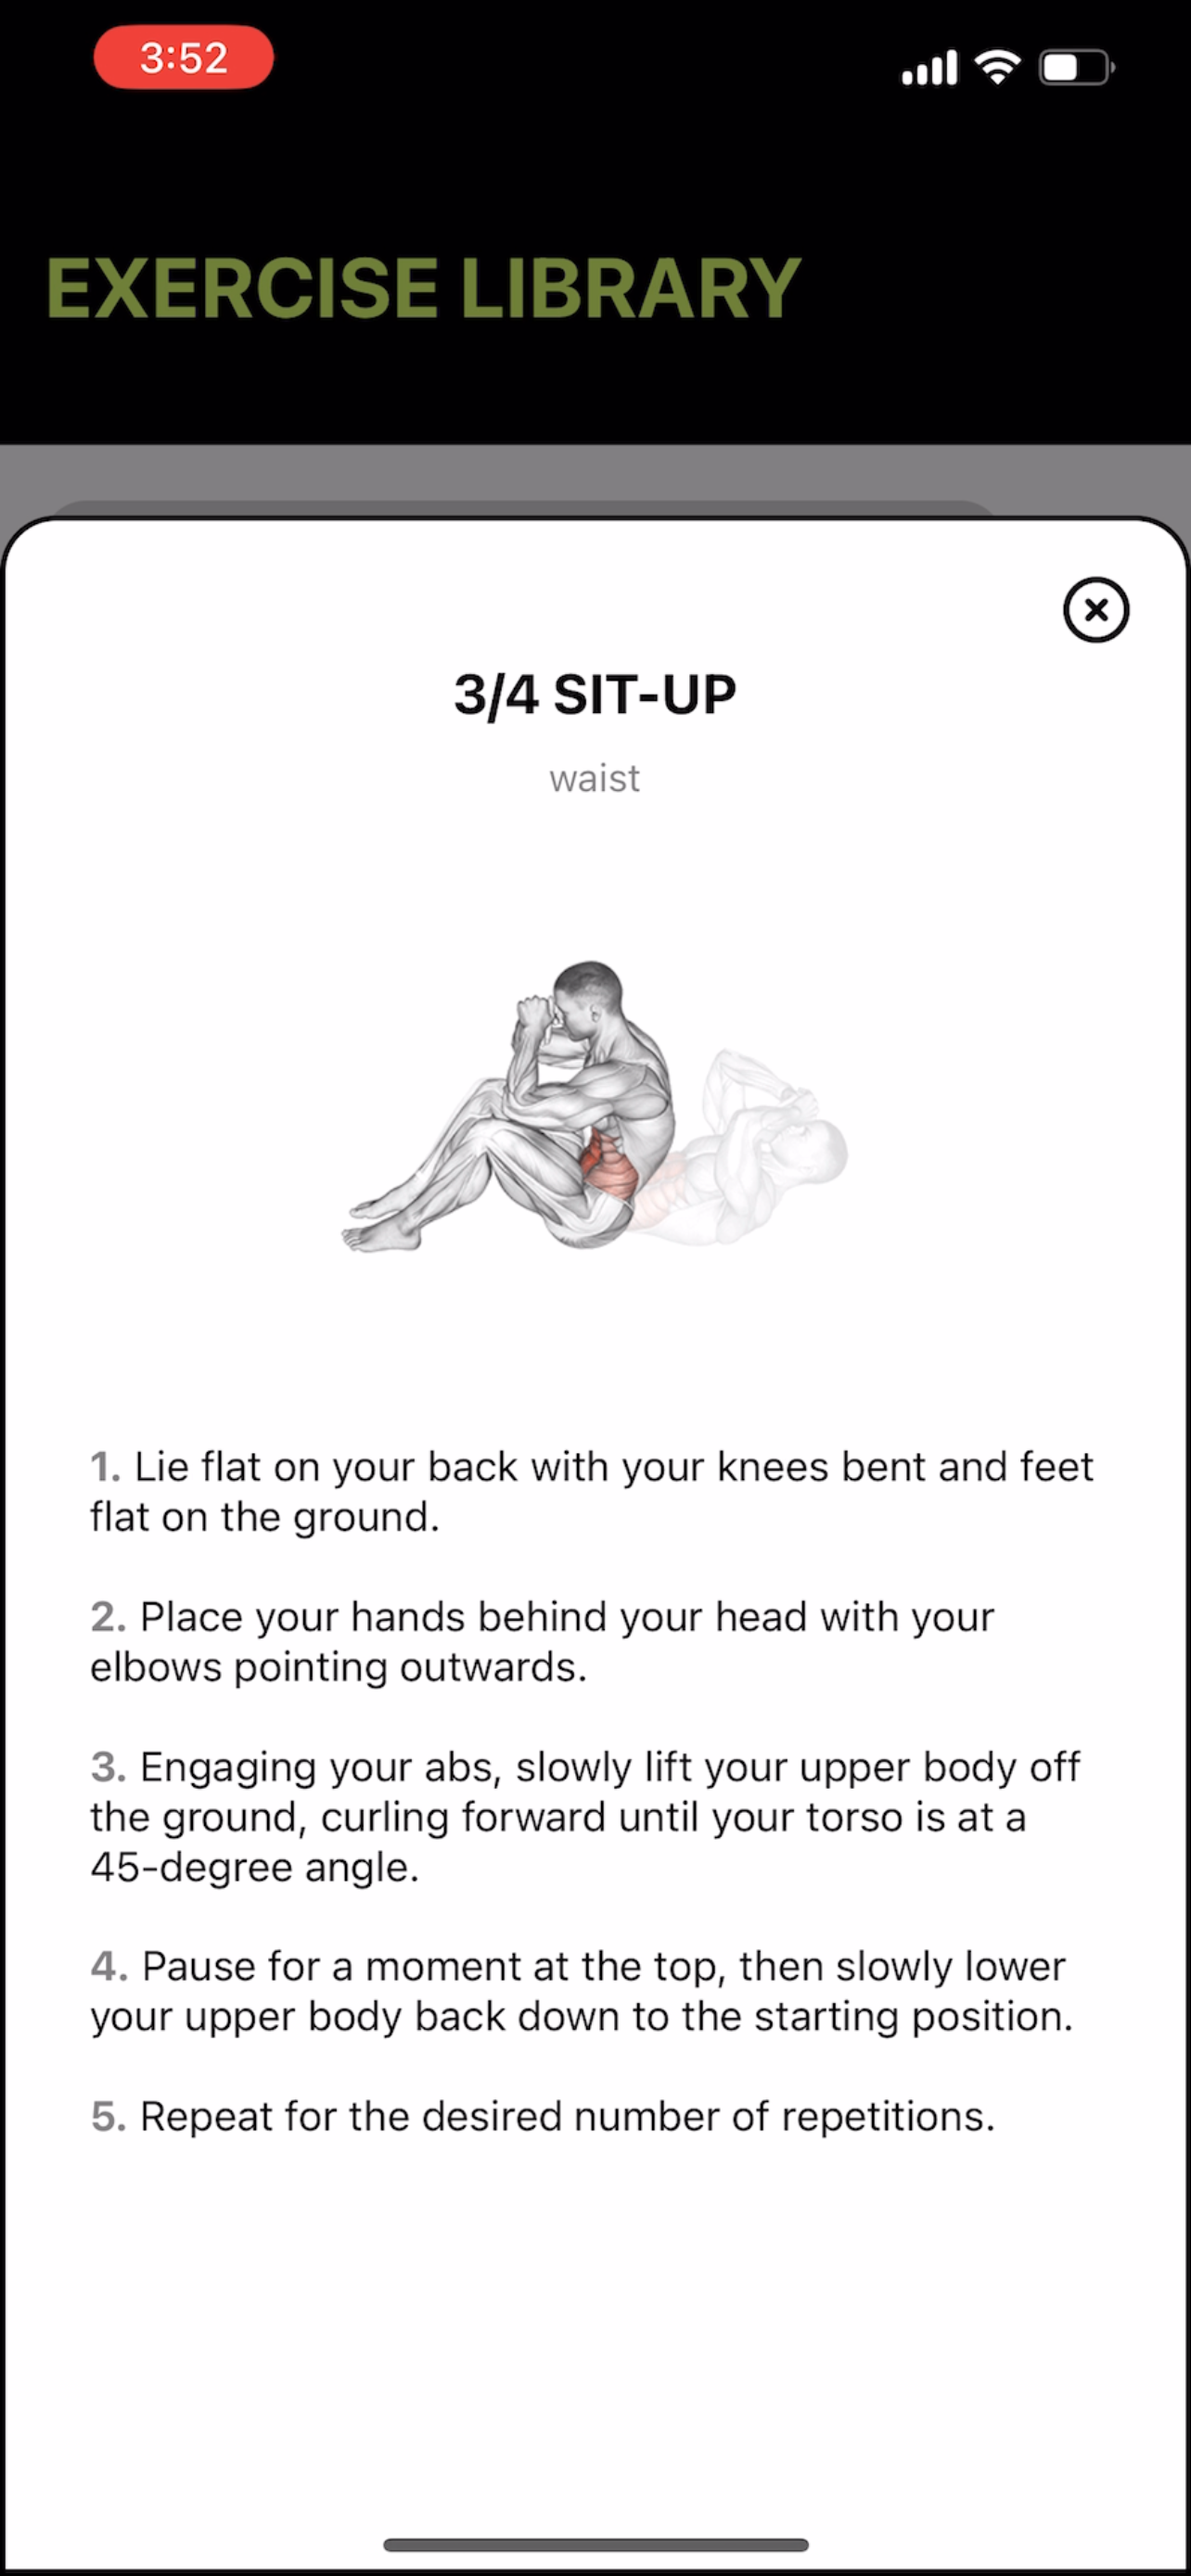 3:52
EXERCISE LIBRARY
3/4 SIT-UP
waist
1. Lie flat on your back with your knees bent and feet
flat on the ground.
2. Place your hands behind your head with your
elbows pointing outwards.
3. Engaging your abs, slowly lift your upper body off
the ground, curling forward until your torso is at a
45-degree angle.
4. Pause for a moment at the top, then slowly lower
your upper body back down to the starting position.
5. Repeat for the desired number of repetitions.